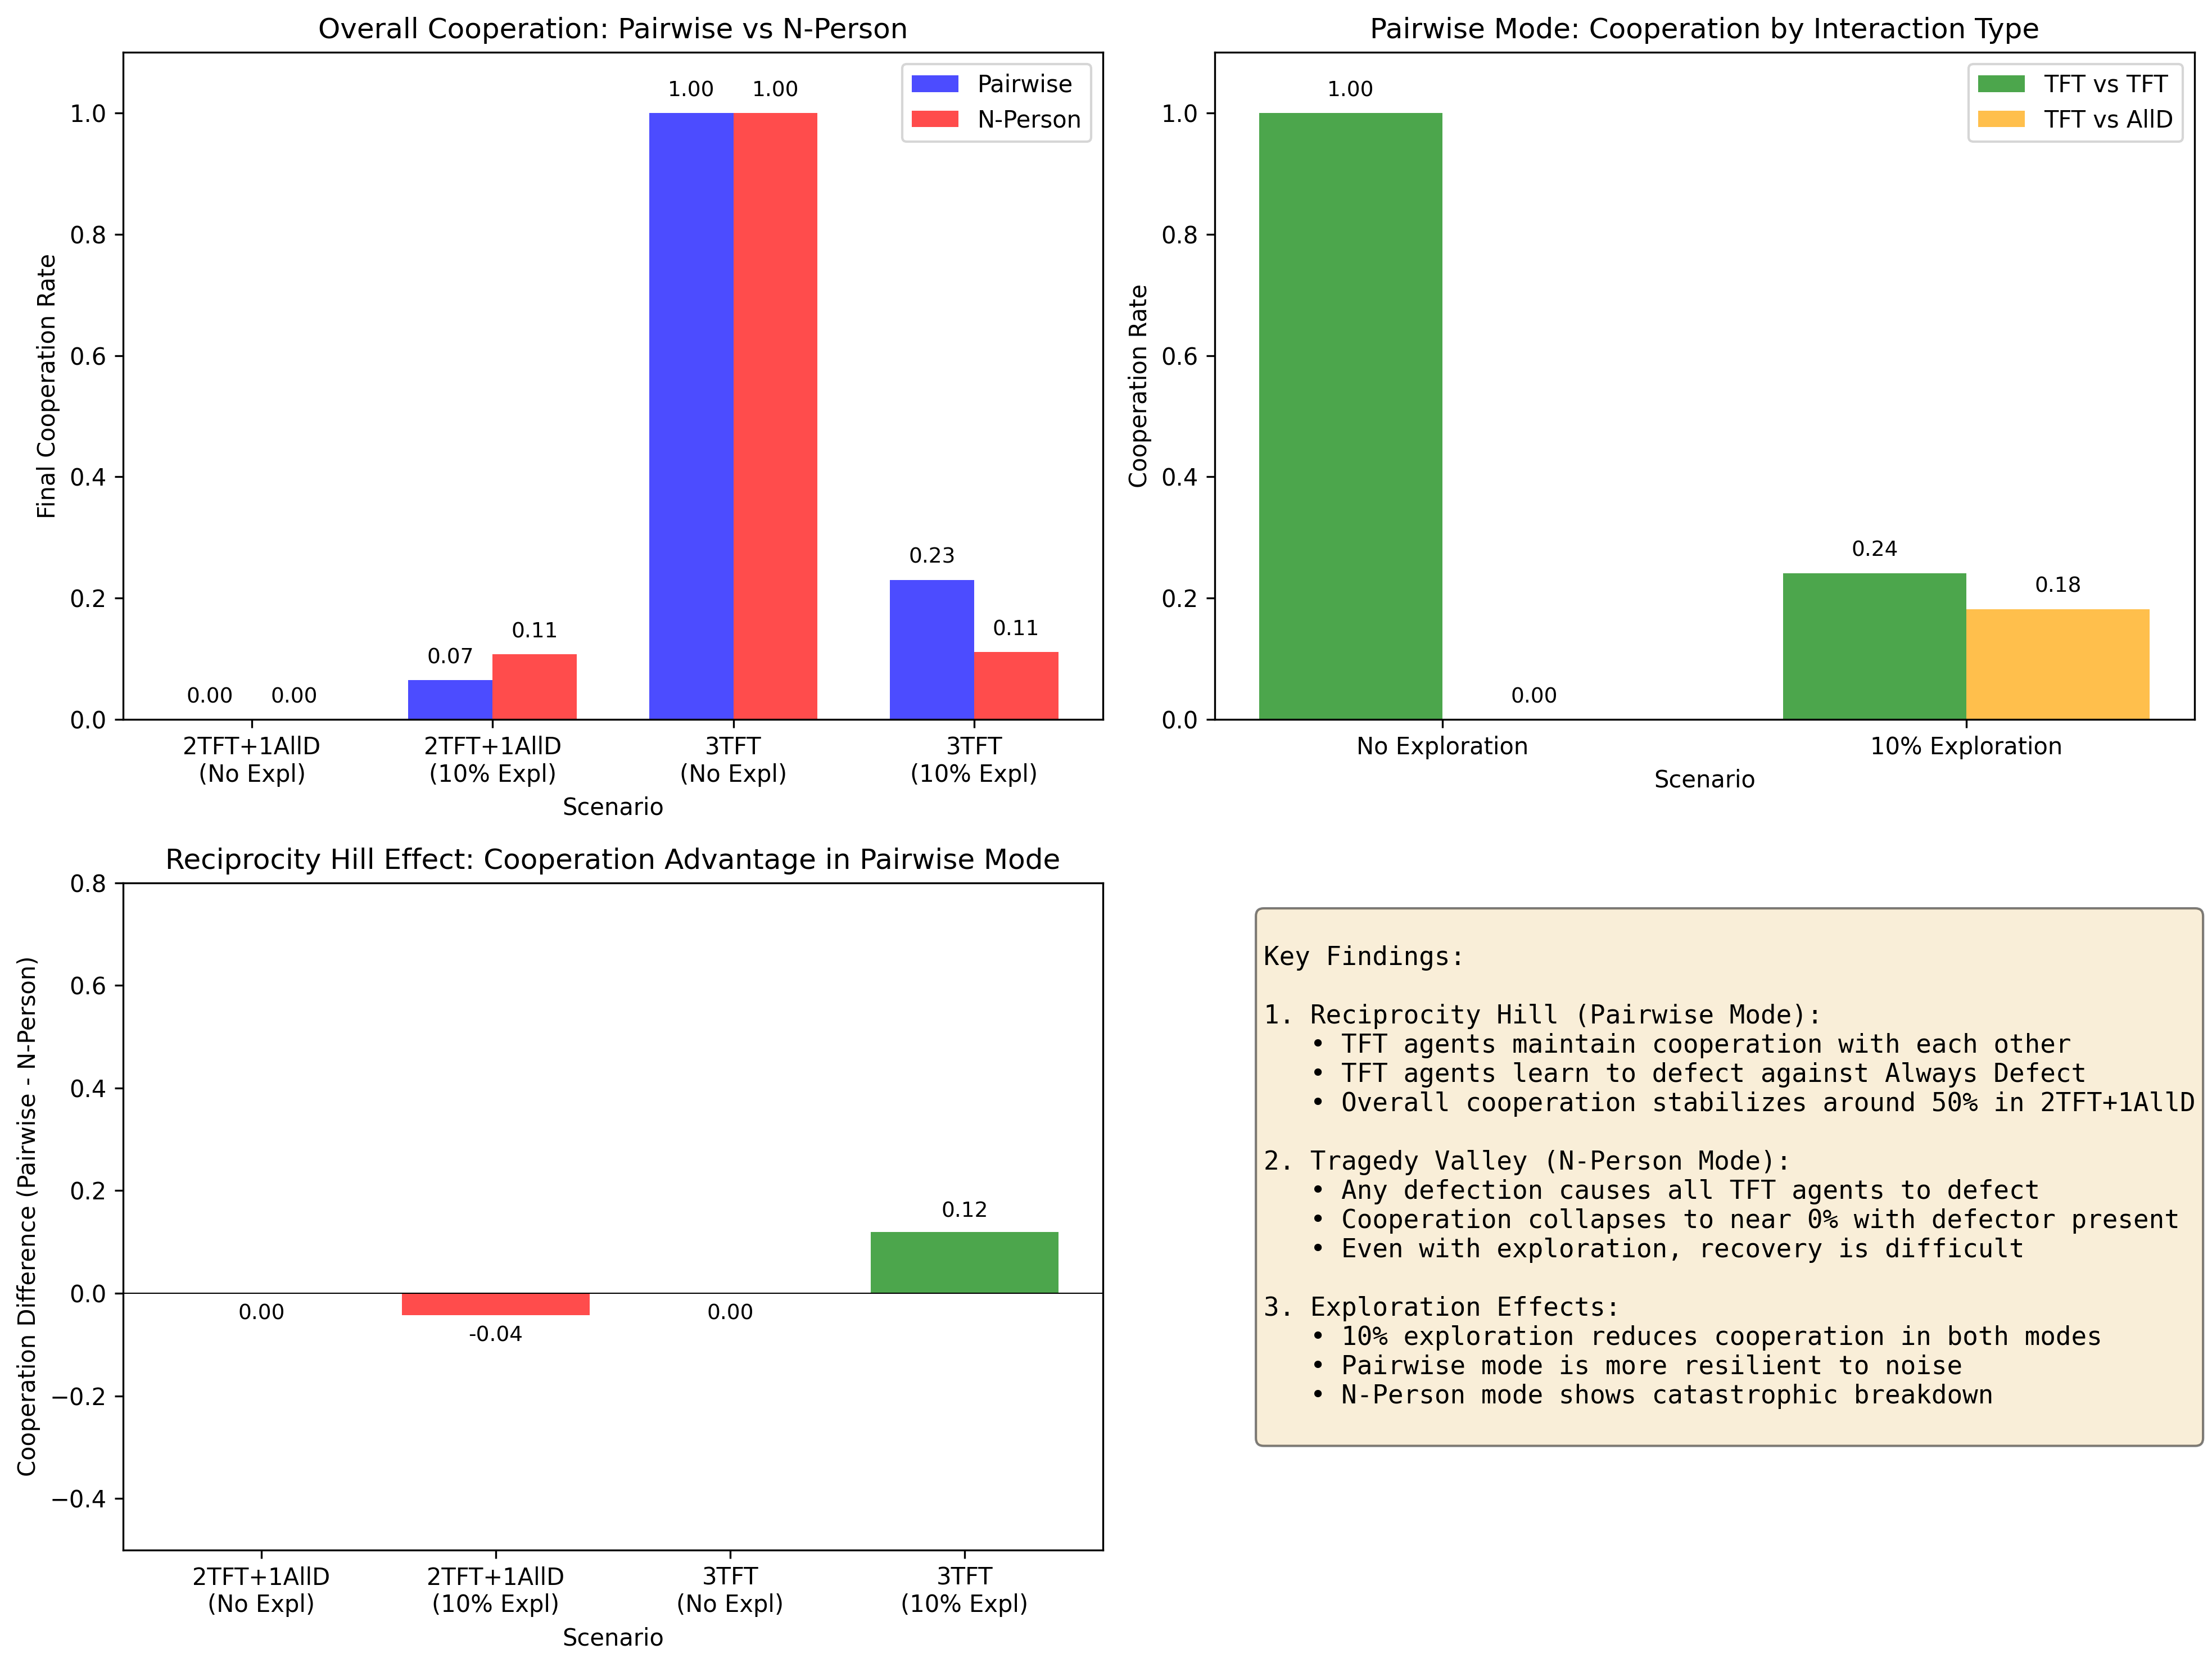 Overall Cooperation: Pairwise vs N-Person
Final Cooperation Rate
1.0
0.8
0.6
0.4
0.2
0.0
Pairwise
N-Person
0.00
0.00
0.07
0.11
1.00
1.00
0.23
0.11
2TFT+1AllD
(No Expl)
2TFT+1AllD
(10% Expl)
3TFT
(No Expl)
3TFT
(10% Expl)
Scenario
Pairwise Mode: Cooperation by Interaction Type
Cooperation Rate
1.0
0.8
0.6
0.4
0.2
0.0
TFT vs TFT
TFT vs AllD
1.00
0.00
0.24
0.18
No Exploration
10% Exploration
Scenario
Reciprocity Hill Effect: Cooperation Advantage in Pairwise Mode
Cooperation Difference (Pairwise - N-Person)
0.8
0.6
0.4
0.2
0.0
−0.2
−0.4
0.00
-0.04
0.00
0.12
2TFT+1AllD
(No Expl)
2TFT+1AllD
(10% Expl)
3TFT
(No Expl)
3TFT
(10% Expl)
Scenario
Key Findings:
1. Reciprocity Hill (Pairwise Mode):
• TFT agents maintain cooperation with each other
• TFT agents learn to defect against Always Defect
• Overall cooperation stabilizes around 50% in 2TFT+1AllD
2. Tragedy Valley (N-Person Mode):
• Any defection causes all TFT agents to defect
• Cooperation collapses to near 0% with defector present
• Even with exploration, recovery is difficult
3. Exploration Effects:
• 10% exploration reduces cooperation in both modes
• Pairwise mode is more resilient to noise
• N-Person mode shows catastrophic breakdown